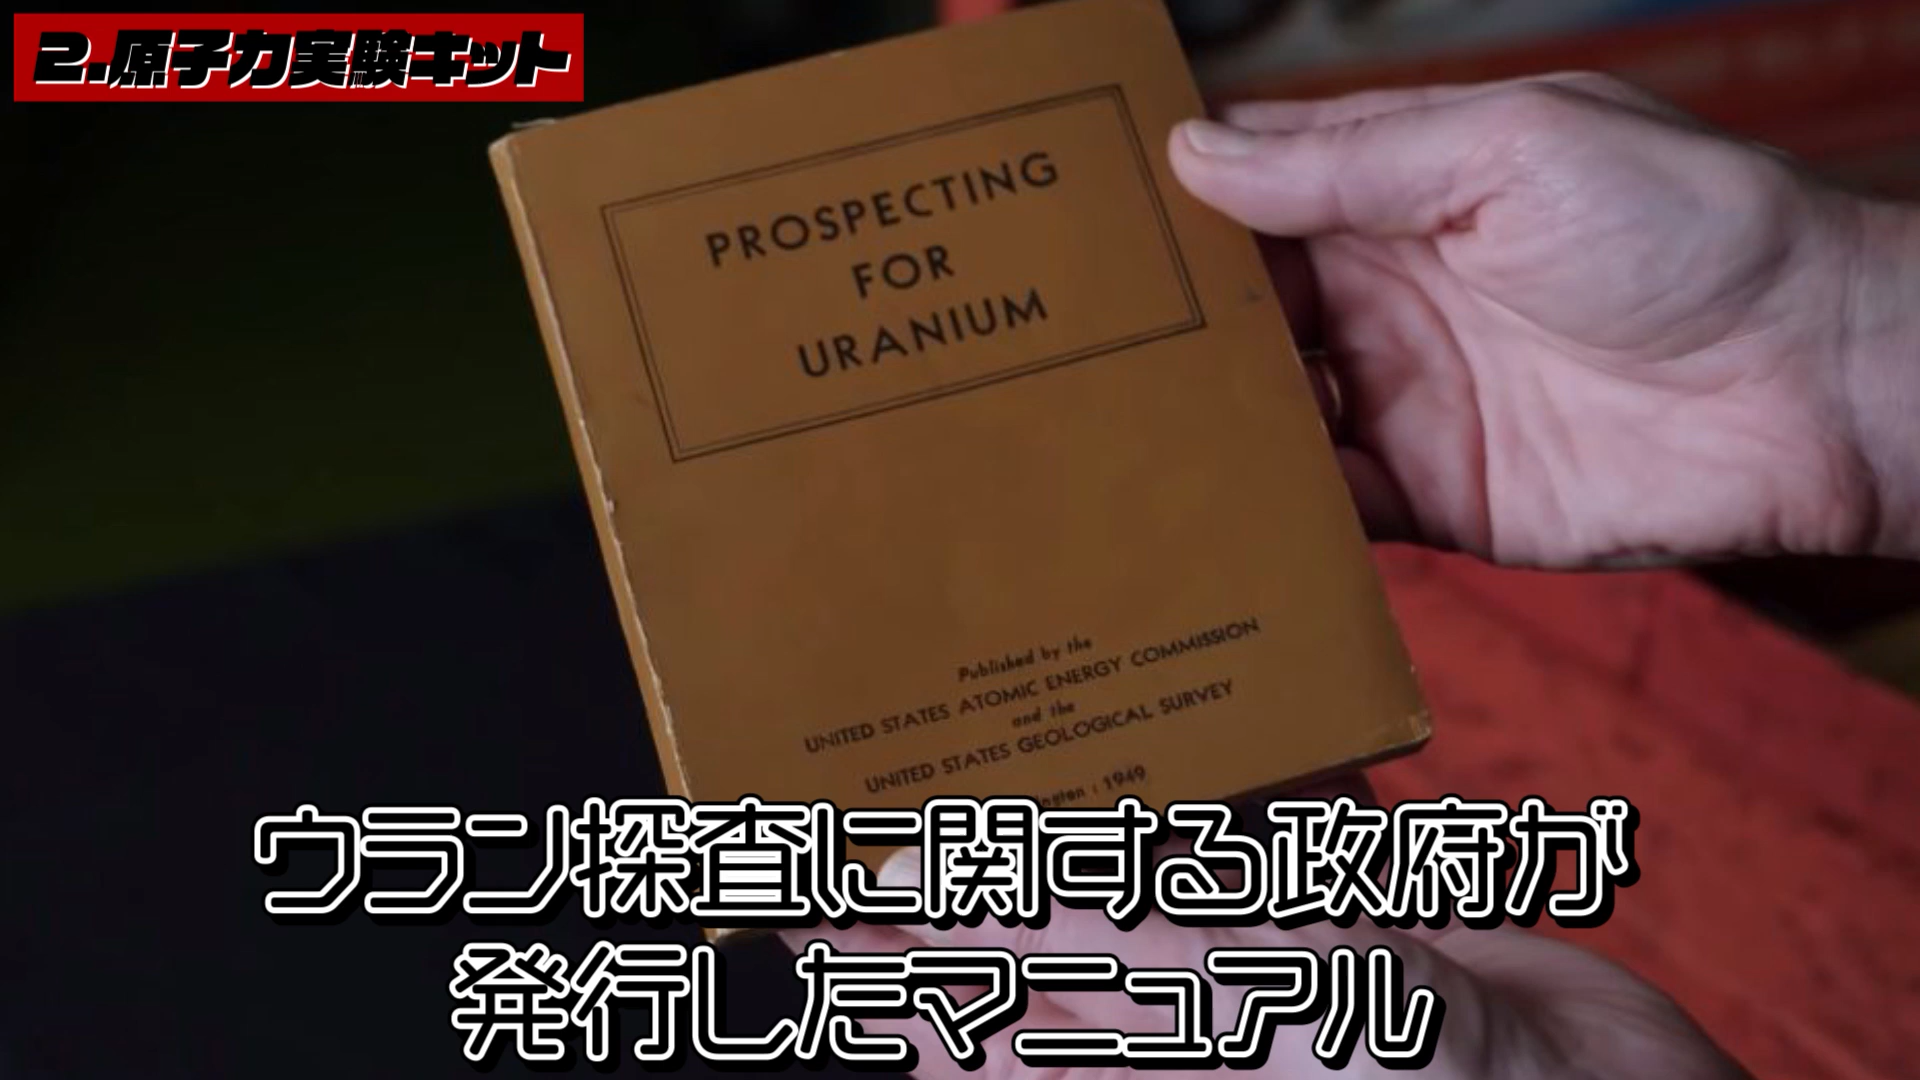 2.原子力実験キット
PROSPECTING
FOR
URANIUM
Published by the
UNITED STATES ATOMIC ENERGY COMMISSION
and the
UNITED STATES GEOLOGICAL SURVEY
1949
ウラン探査に関する政府が
発行したマニュアル